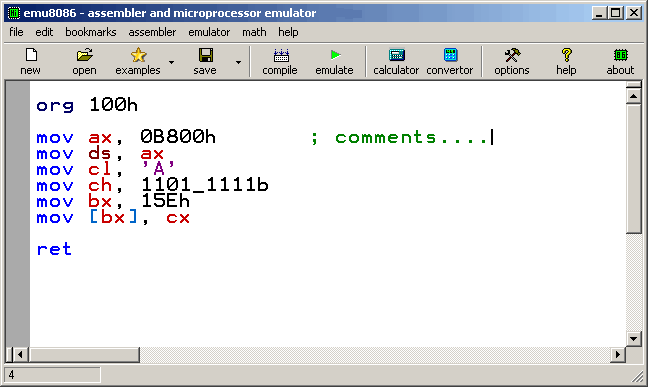 emu8086 - assembler and microprocessor emulator
file edit bookmarks assembler emulator math help
new open examples save compile emulate calculator convertor options help about
org 100h
mov ax, 0B800h ; comments....
mov ds, ax
mov cl, 'A'
mov ch, 1101_1111b
mov bx, 15Eh
mov [bx], cx
ret
4